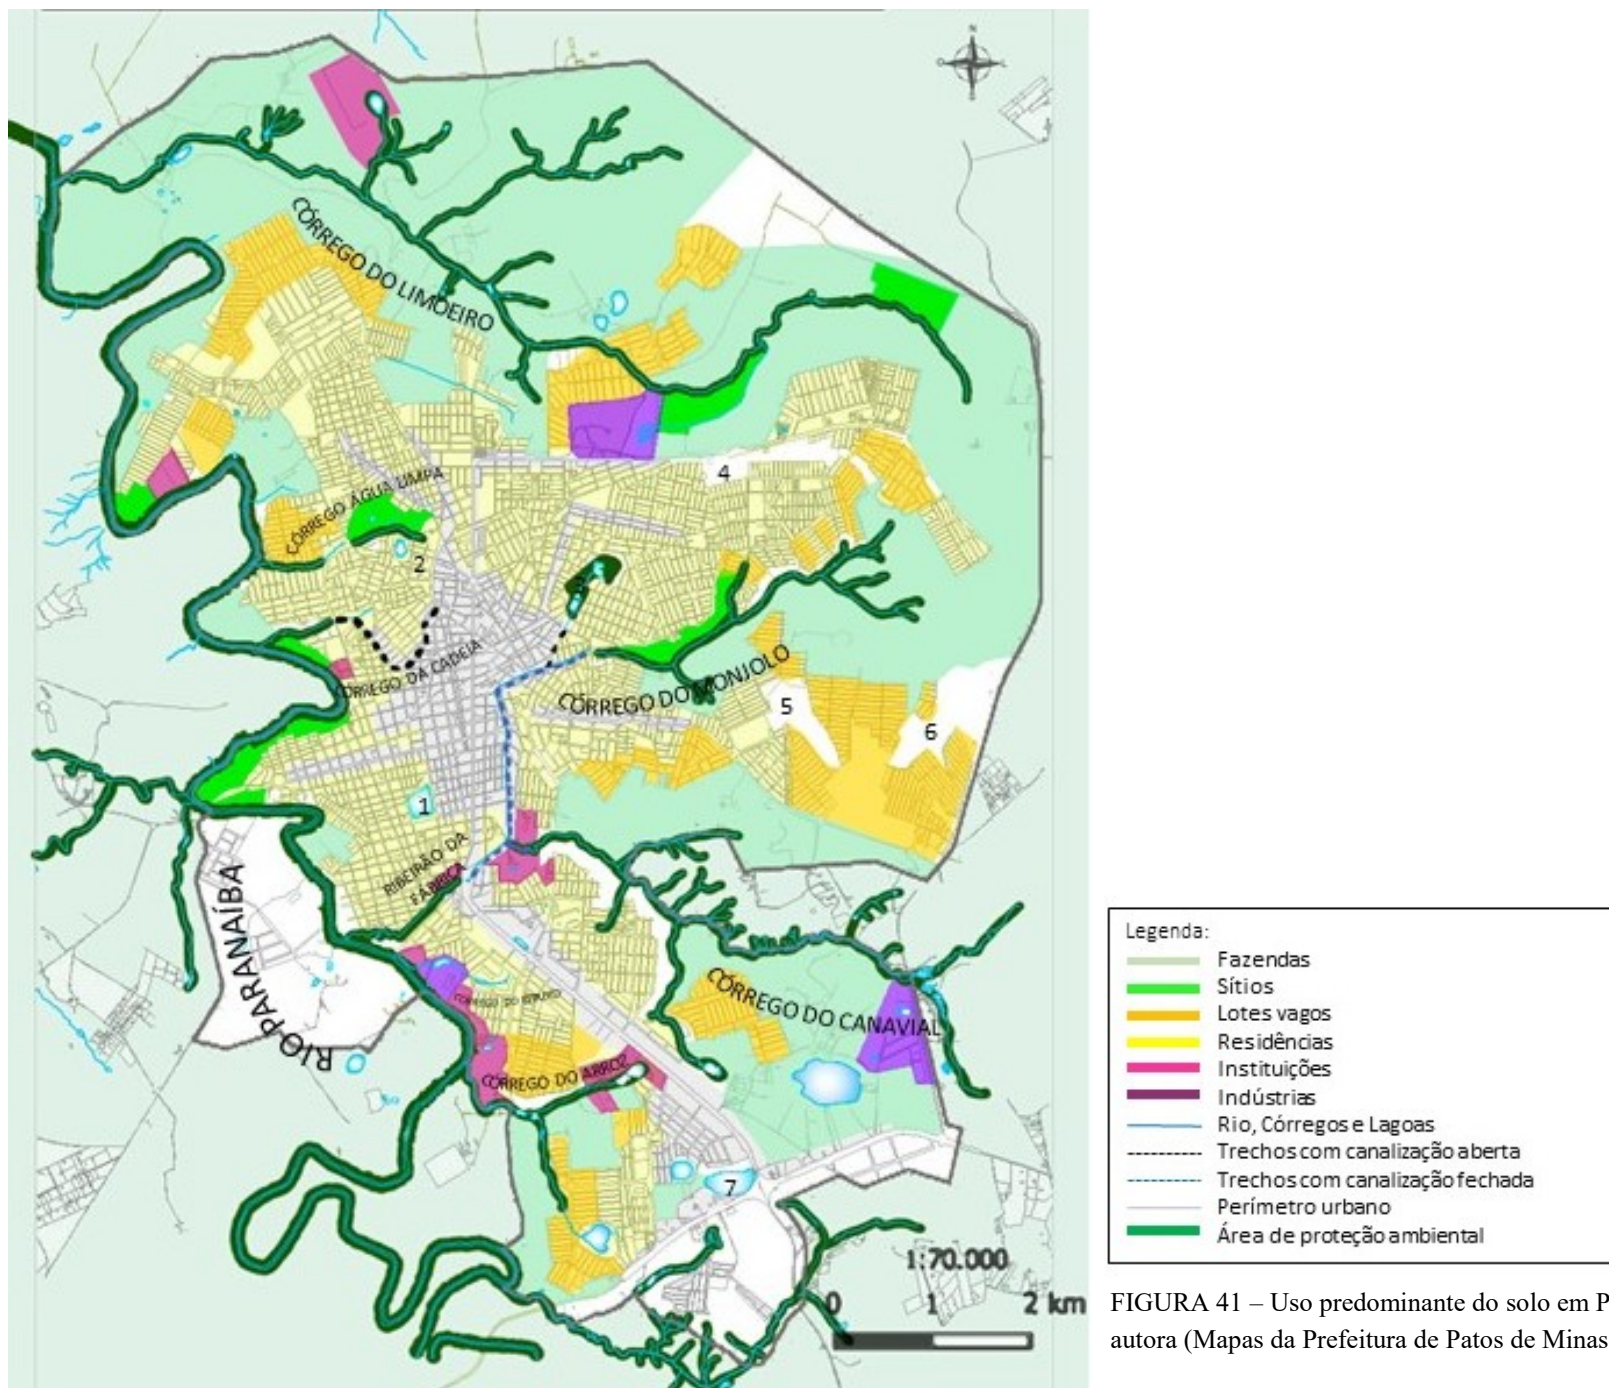 N
CÓRREGO DO LIMOEIRO
4
CÓRREGO ÁGUA LIMPA
2
3
CÓRREGO DA CADEIA
CÓRREGO DO MONJOLO
5
6
1
RIBEIRÃO DA
FÁBRICA
RIO PARANAÍBA
CÓRREGO DO CANAVIAL
CÓRREGO DO ARROZ
7
1:70.000
0 1 2 km
Legenda:
Fazendas
Sítios
Lotes vagos
Residências
Instituições
Indústrias
Rio, Córregos e Lagoas
Trechos com canalização aberta
Trechos com canalização fechada
Perímetro urbano
Área de proteção ambiental
FIGURA 41 – Uso predominante do solo em P
autora (Mapas da Prefeitura de Patos de Minas